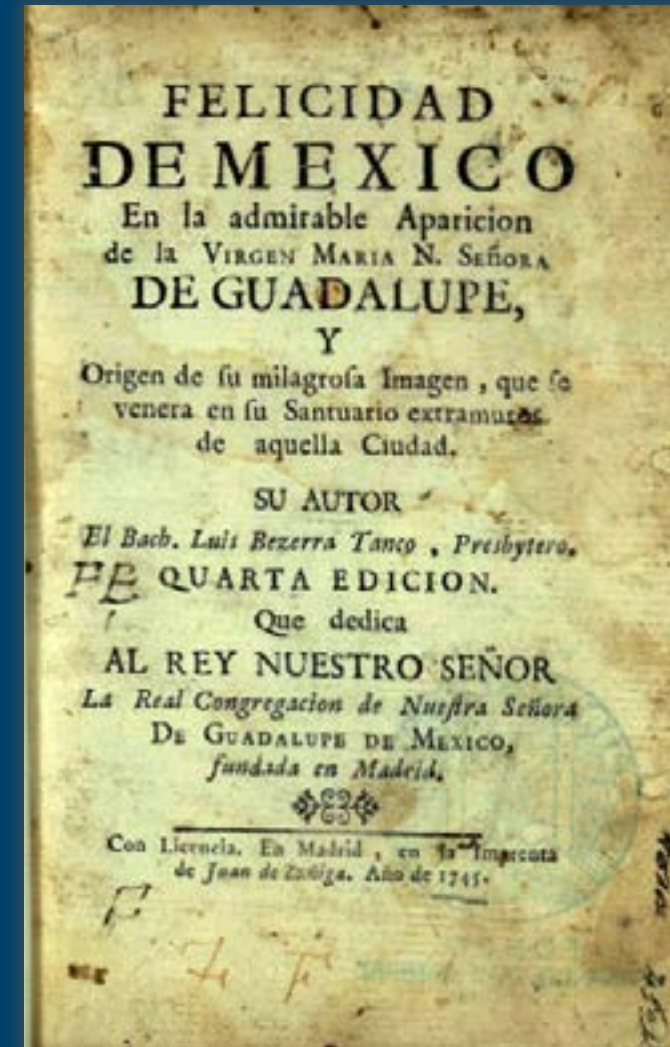 FELICIDAD
DE MEXICO
En la admirable Aparicion
de la VIRGEN MARIA N. SEñORA
DE GUADALUPE,
Y
Origen de ſu milagroſa Imagen, que ſe
venera en ſu Santuario extramuros
de aquella Ciudad.
SU AUTOR
El Bach. Luis Bezerra Tanco, Presbytero.
QUARTA EDICION.
Que dedica
AL REY NUESTRO SEÑOR
La Real Congregacion de Nueſtra Señora
DE GUADALUPE DE MEXICO,
fundada en Madrid.
Con Licencia. En Madrid, en la Imprenta
de Juan de Zuñiga. Año de 1745.